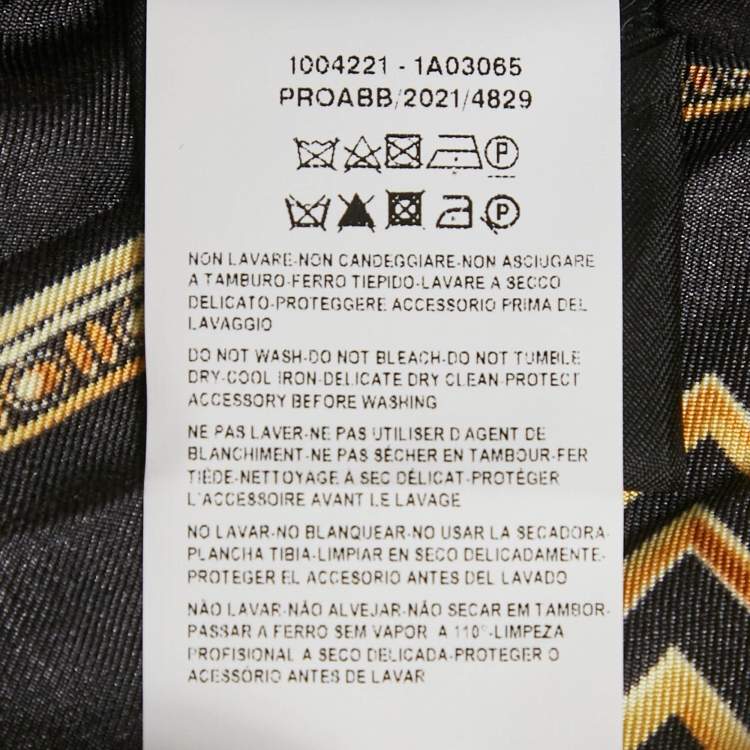 1004221 - 1A03065
PROABB/2021/4829
P
P
NON LAVARE-NON CANDEGGIARE-NON ASCIUGARE
A TAMBURO-FERRO TIEPIDO-LAVARE A SECCO
DELICATO-PROTEGGERE ACCESSORIO PRIMA DEL
LAVAGGIO
DO NOT WASH-DO NOT BLEACH-DO NOT TUMBLE
DRY-COOL IRON-DELICATE DRY CLEAN-PROTECT
ACCESSORY BEFORE WASHING
NE PAS LAVER-NE PAS UTILISER D AGENT DE
BLANCHIMENT-NE PAS SÉCHER EN TAMBOUR-FER
TIÈDE-NETTOYAGE À SEC DÉLICAT-PROTÉGER
L'ACCESSOIRE AVANT LE LAVAGE
NO LAVAR-NO BLANQUEAR-NO USAR LA SECADORA-
PLANCHA TIBIA-LIMPIAR EN SECO DELICADAMENTE-
PROTEGER EL ACCESORIO ANTES DEL LAVADO
NÃO LAVAR-NÃO ALVEJAR-NÃO SECAR EM TAMBOR-
PASSAR A FERRO SEM VAPOR A 110°-LIMPEZA
PROFISIONAL A SECO DELICADA-PROTEGER O
ACESSÓRIO ANTES DE LAVAR